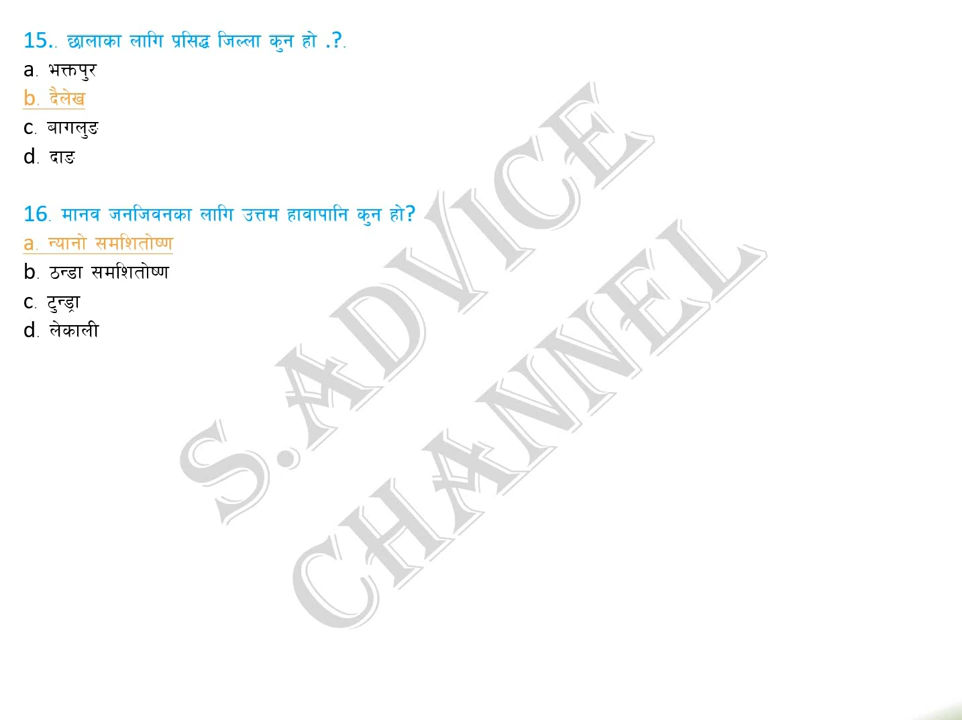 15.. छालाका लागि प्रसिद्ध जिल्ला कुन हो .?.
a. भक्तपुर
b. दैलेख
c. बागलुङ
d. दाङ
16. मानव जनजिवनका लागि उत्तम हावापानि कुन हो?
a. न्यानो समशितोष्ण
b. ठन्डा समशितोष्ण
c. टुन्ड्रा
d. लेकाली
S.ADVICE
CHANNEL